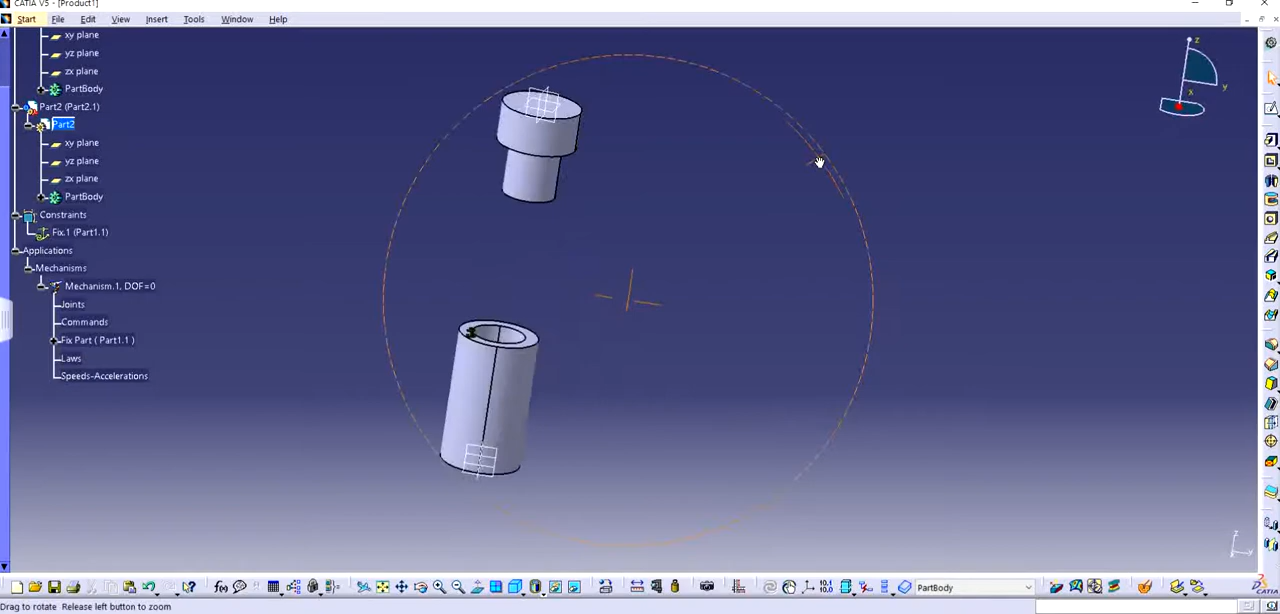 CATIA V5 - [Product1]
Start File Edit View Insert Tools Window Help
xy plane
yz plane
zx plane
PartBody
Part2 (Part2.1)
Part2
xy plane
yz plane
zx plane
PartBody
Constraints
Fix.1 (Part1.1)
Applications
Mechanisms
Mechanism.1, DOF=0
Joints
Commands
Fix Part ( Part1.1 )
Laws
Speeds-Accelerations
z
y
x
z
y
f(x)
10,1
PartBody
CATIA
Drag to rotate Release left button to zoom